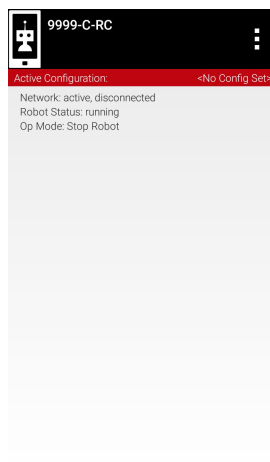 9999-C-RC
Active Configuration: <No Config Set>
Network: active, disconnected
Robot Status: running
Op Mode: Stop Robot